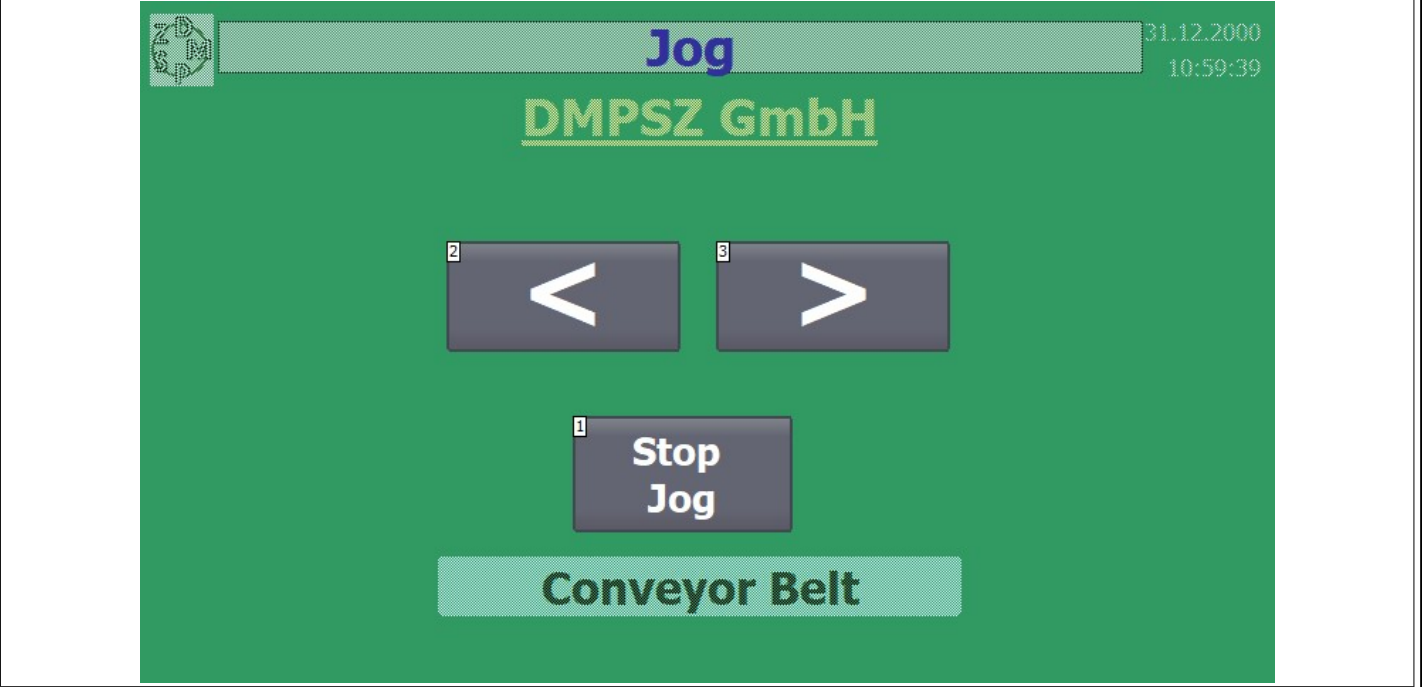 Z D M P S
Jog
31.12.2000
10:59:39
DMPSZ GmbH
2
<
3
>
1
Stop
Jog
Conveyor Belt